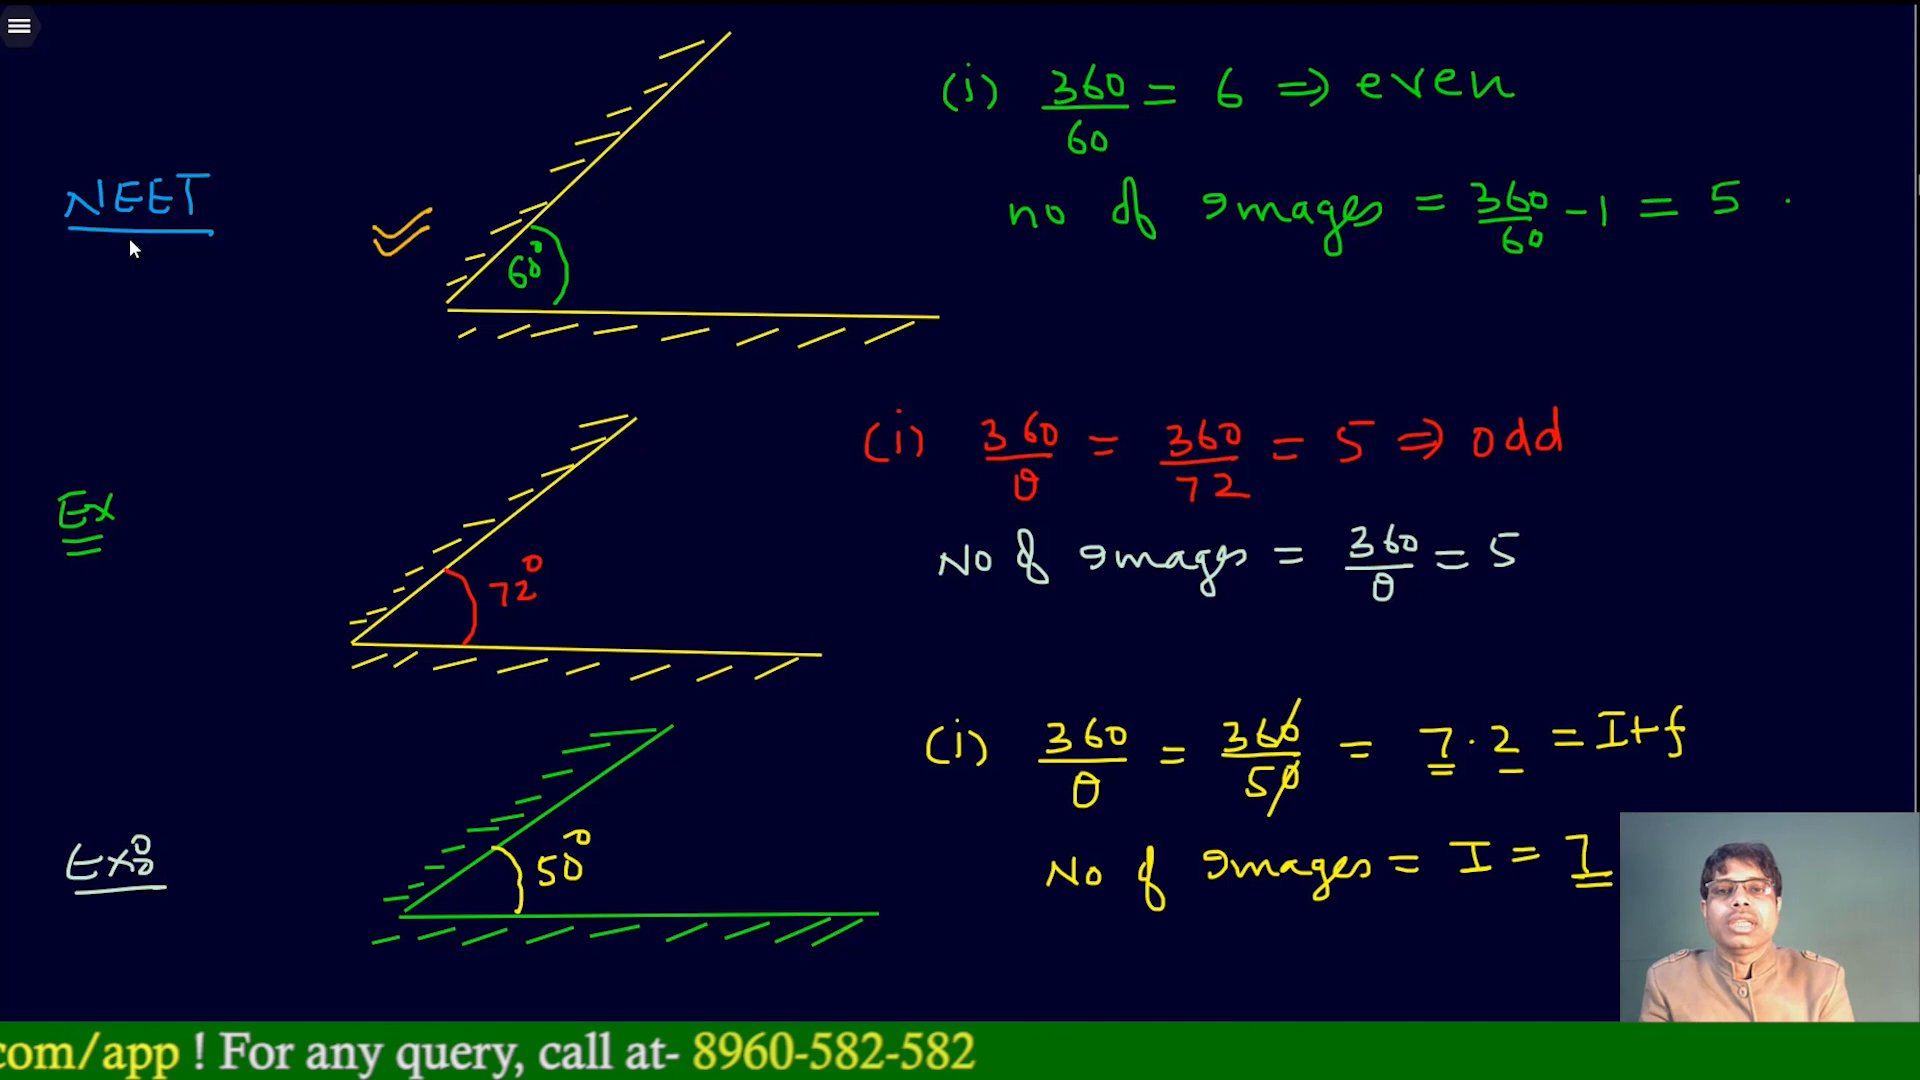 NEET
60°
(i) 360/60 = 6 ⇒ even
no of images = 360/60 - 1 = 5 .
Ex
72°
(i) 360/θ = 360/72 = 5 ⇒ odd
No of images = 360/θ = 5
Ex:
50°
(i) 360/θ = 360/50 = 7.2 = I+f
No of images = I = 7
com/app ! For any query, call at- 8960-582-582